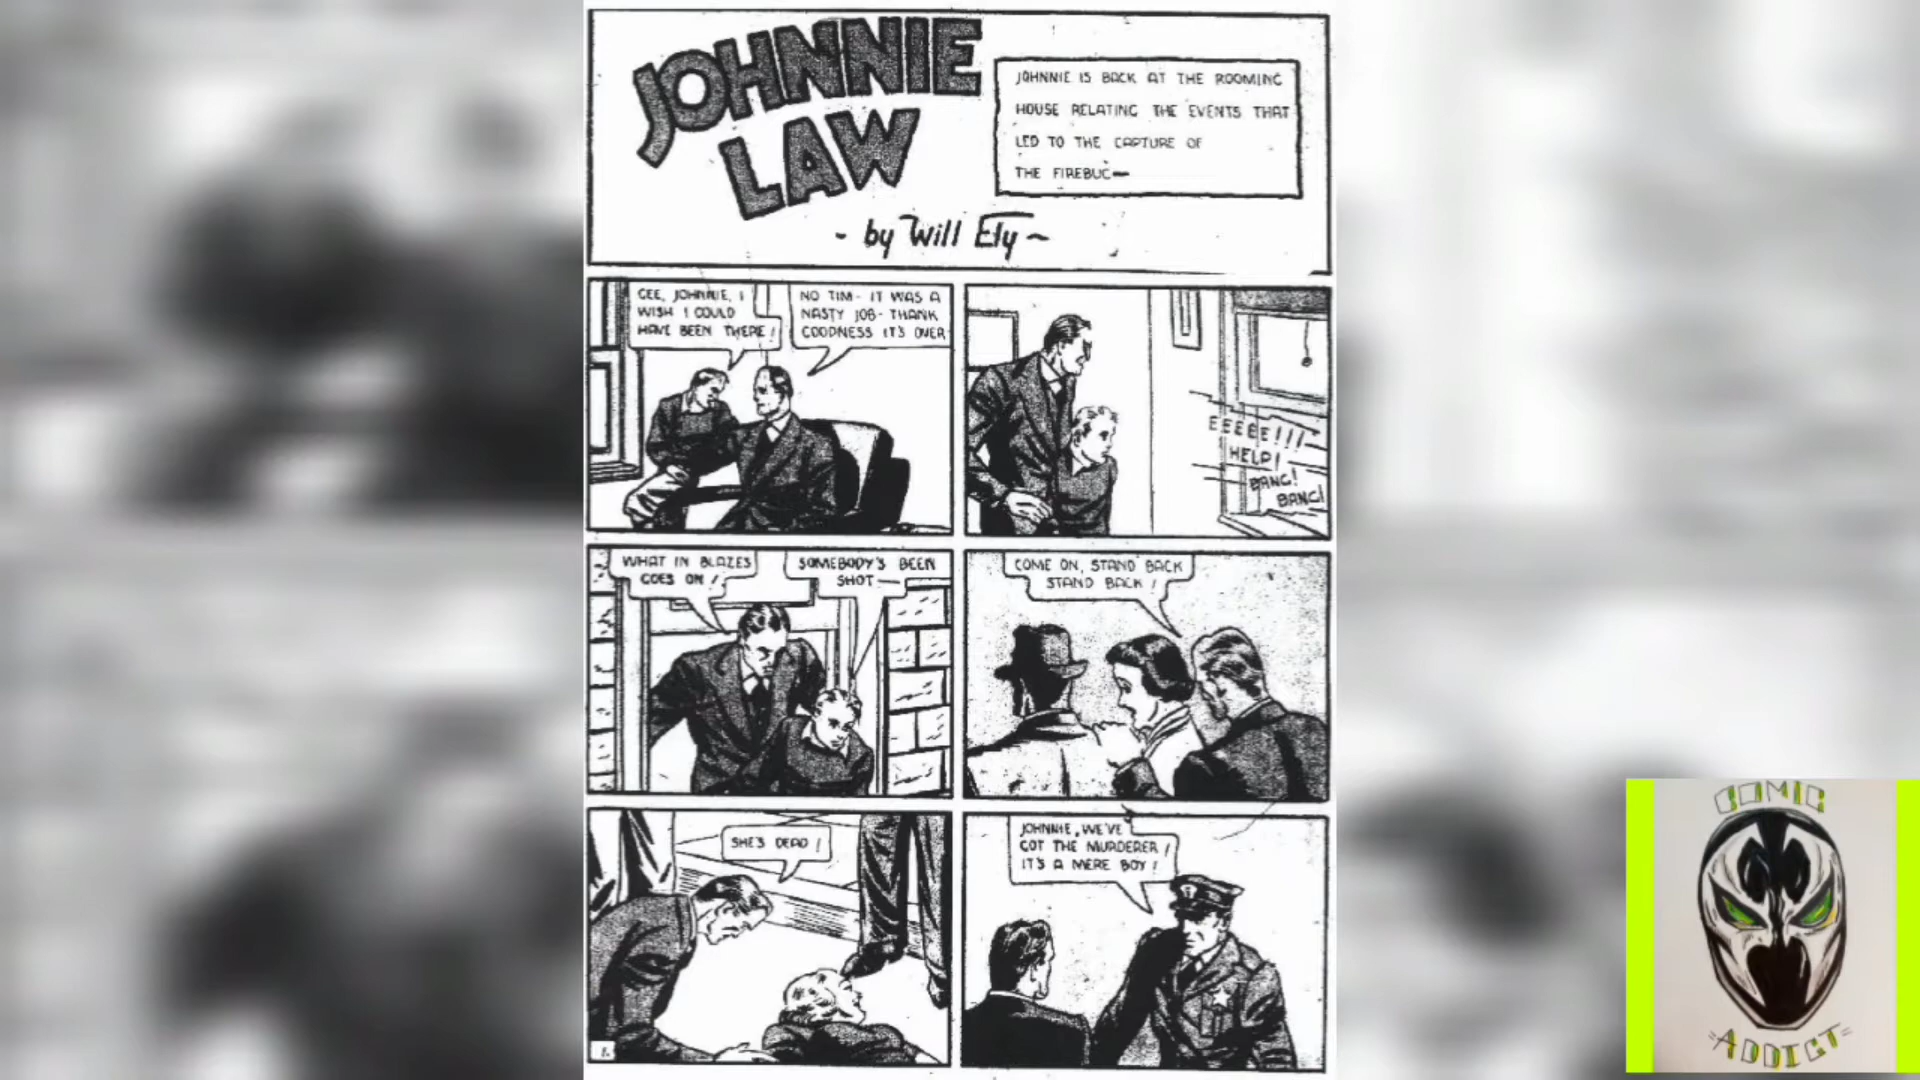 JOHNNIE
LAW
- by Will Ely ~
JOHNNIE IS BACK AT THE ROOMING
HOUSE RELATING THE EVENTS THAT
LED TO THE CAPTURE OF
THE FIREBUG—
GEE, JOHNNIE, I
WISH I COULD
HAVE BEEN THERE!
NO TIM - IT WAS A
NASTY JOB - THANK
GOODNESS IT'S OVER
EEEEE!!!
HELP!
BANG!
BANG!
WHAT IN BLAZES
GOES ON!
SOMEBODY'S BEEN
SHOT—
COME ON, STAND BACK
STAND BACK!
SHE'S DEAD!
1.
JOHNNIE, WE'VE
GOT THE MURDERER!
IT'S A MERE BOY!
COMIC
=ADDICT=